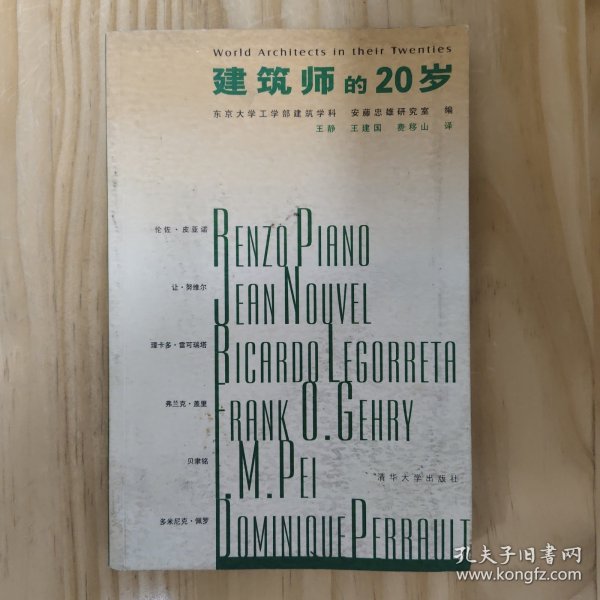 World Architects in their Twenties
建筑师的20岁
东京大学工学部建筑学科 安藤忠雄研究室 编
王静 王建国 费移山 译
伦佐·皮亚诺
RENZO PIANO
让·努维尔
JEAN NOUVEL
理卡多·雷可瑞塔
RICARDO LEGORRETA
弗兰克·盖里
FRANK O. GEHRY
贝聿铭
I.M. PEI
清华大学出版社
多米尼克·佩罗
DOMINIQUE PERRAULT
孔夫子旧书网
www.kongfz.com